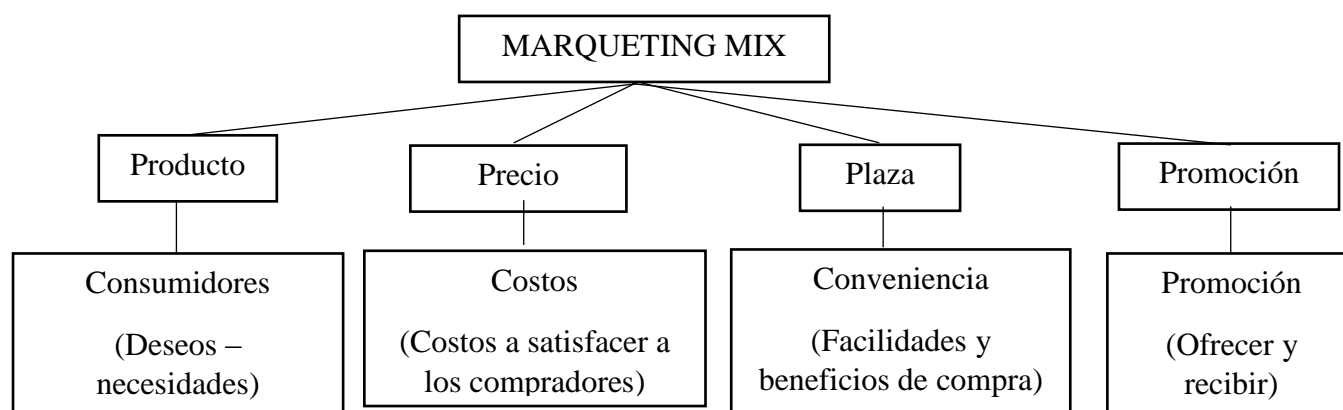 MARQUETING MIX
Producto
Precio
Plaza
Promoción
Consumidores
(Deseos –
necesidades)
Costos
(Costos a satisfacer a
los compradores)
Conveniencia
(Facilidades y
beneficios de compra)
Promoción
(Ofrecer y
recibir)